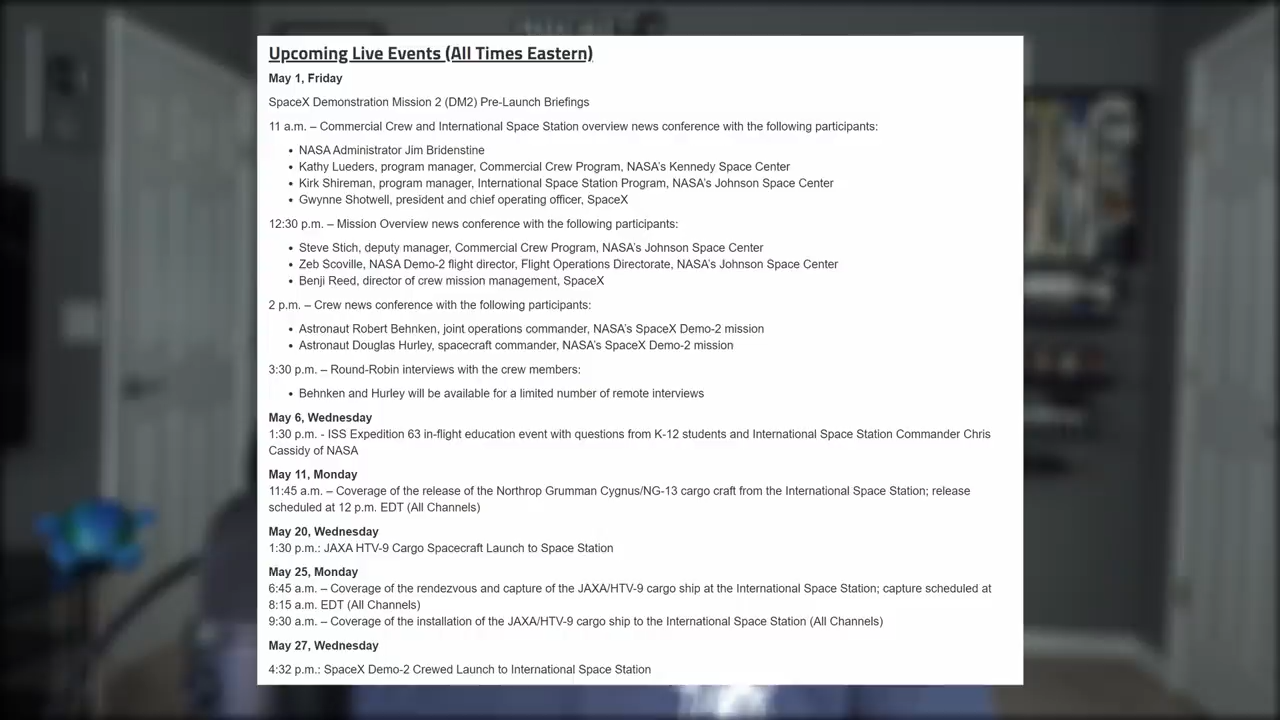 Upcoming Live Events (All Times Eastern)
May 1, Friday
SpaceX Demonstration Mission 2 (DM2) Pre-Launch Briefings
11 a.m. – Commercial Crew and International Space Station overview news conference with the following participants:
• NASA Administrator Jim Bridenstine
• Kathy Lueders, program manager, Commercial Crew Program, NASA's Kennedy Space Center
• Kirk Shireman, program manager, International Space Station Program, NASA's Johnson Space Center
• Gwynne Shotwell, president and chief operating officer, SpaceX
12:30 p.m. – Mission Overview news conference with the following participants:
• Steve Stich, deputy manager, Commercial Crew Program, NASA's Johnson Space Center
• Zeb Scoville, NASA Demo-2 flight director, Flight Operations Directorate, NASA's Johnson Space Center
• Benji Reed, director of crew mission management, SpaceX
2 p.m. – Crew news conference with the following participants:
• Astronaut Robert Behnken, joint operations commander, NASA's SpaceX Demo-2 mission
• Astronaut Douglas Hurley, spacecraft commander, NASA's SpaceX Demo-2 mission
3:30 p.m. – Round-Robin interviews with the crew members:
• Behnken and Hurley will be available for a limited number of remote interviews
May 6, Wednesday
1:30 p.m. - ISS Expedition 63 in-flight education event with questions from K-12 students and International Space Station Commander Chris
Cassidy of NASA
May 11, Monday
11:45 a.m. – Coverage of the release of the Northrop Grumman Cygnus/NG-13 cargo craft from the International Space Station; release
scheduled at 12 p.m. EDT (All Channels)
May 20, Wednesday
1:30 p.m.: JAXA HTV-9 Cargo Spacecraft Launch to Space Station
May 25, Monday
6:45 a.m. – Coverage of the rendezvous and capture of the JAXA/HTV-9 cargo ship at the International Space Station; capture scheduled at
8:15 a.m. EDT (All Channels)
9:30 a.m. – Coverage of the installation of the JAXA/HTV-9 cargo ship to the International Space Station (All Channels)
May 27, Wednesday
4:32 p.m.: SpaceX Demo-2 Crewed Launch to International Space Station